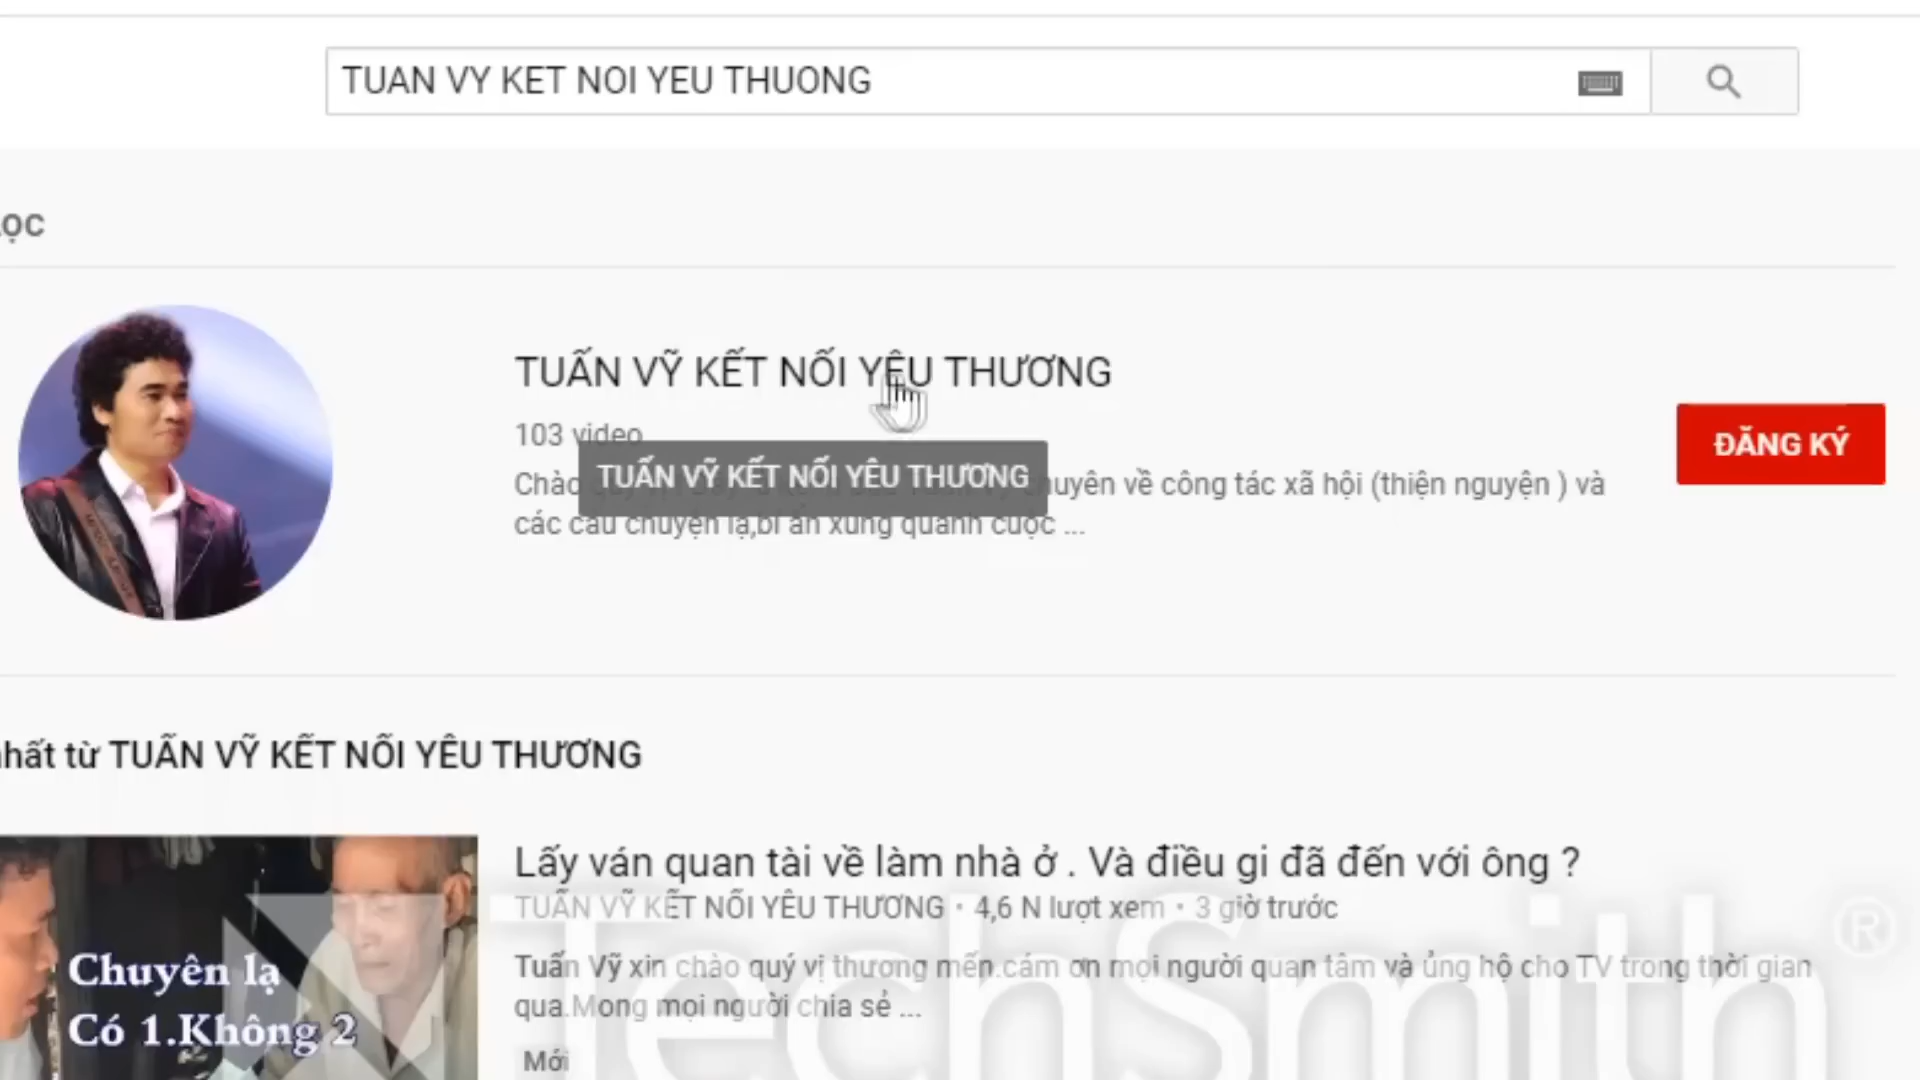 TUAN VY KET NOI YEU THUONG
LỌC
TUẤN VỸ KẾT NỐI YÊU THƯƠNG
103 video
TUẤN VỸ KẾT NỐI YÊU THƯƠNG
ĐĂNG KÝ
Chào chuyên về công tác xã hội (thiện nguyện ) và
các câu chuyện lạ,bí ẩn xung quanh cuộc ...
nhất từ TUẤN VỸ KẾT NỐI YÊU THƯƠNG
Lấy ván quan tài về làm nhà ở . Và điều gi đã đến với ông ?
TUẤN VỸ KẾT NỐI YÊU THƯƠNG • 4,6 N lượt xem • 3 giờ trước
Chuyện lạ
Có 1.Không 2
Tuấn Vỹ xin chào quý vị thương mến.cám ơn mọi người quan tâm và ủng hộ cho TV trong thời gian
qua.Mong mọi người chia sẻ ...
Mới
TechSmith®